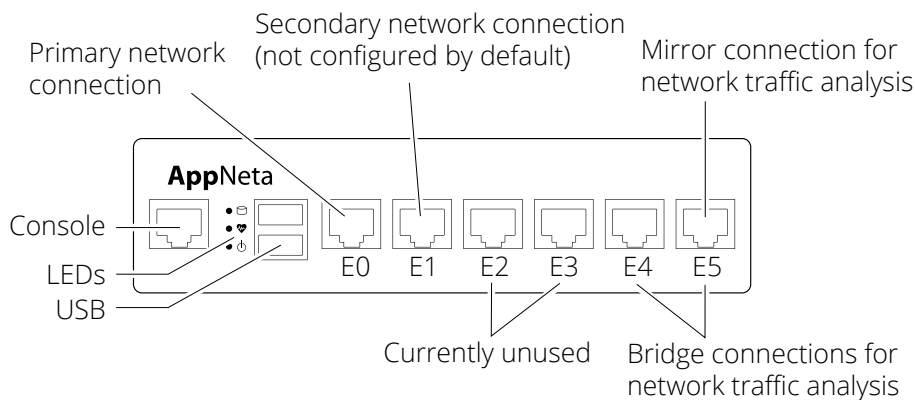 Secondary network connection
(not configured by default)
Primary network
connection
Mirror connection for
network traffic analysis
AppNeta
Console
LEDs
USB
E0 E1 E2 E3 E4 E5
Currently unused
Bridge connections for
network traffic analysis